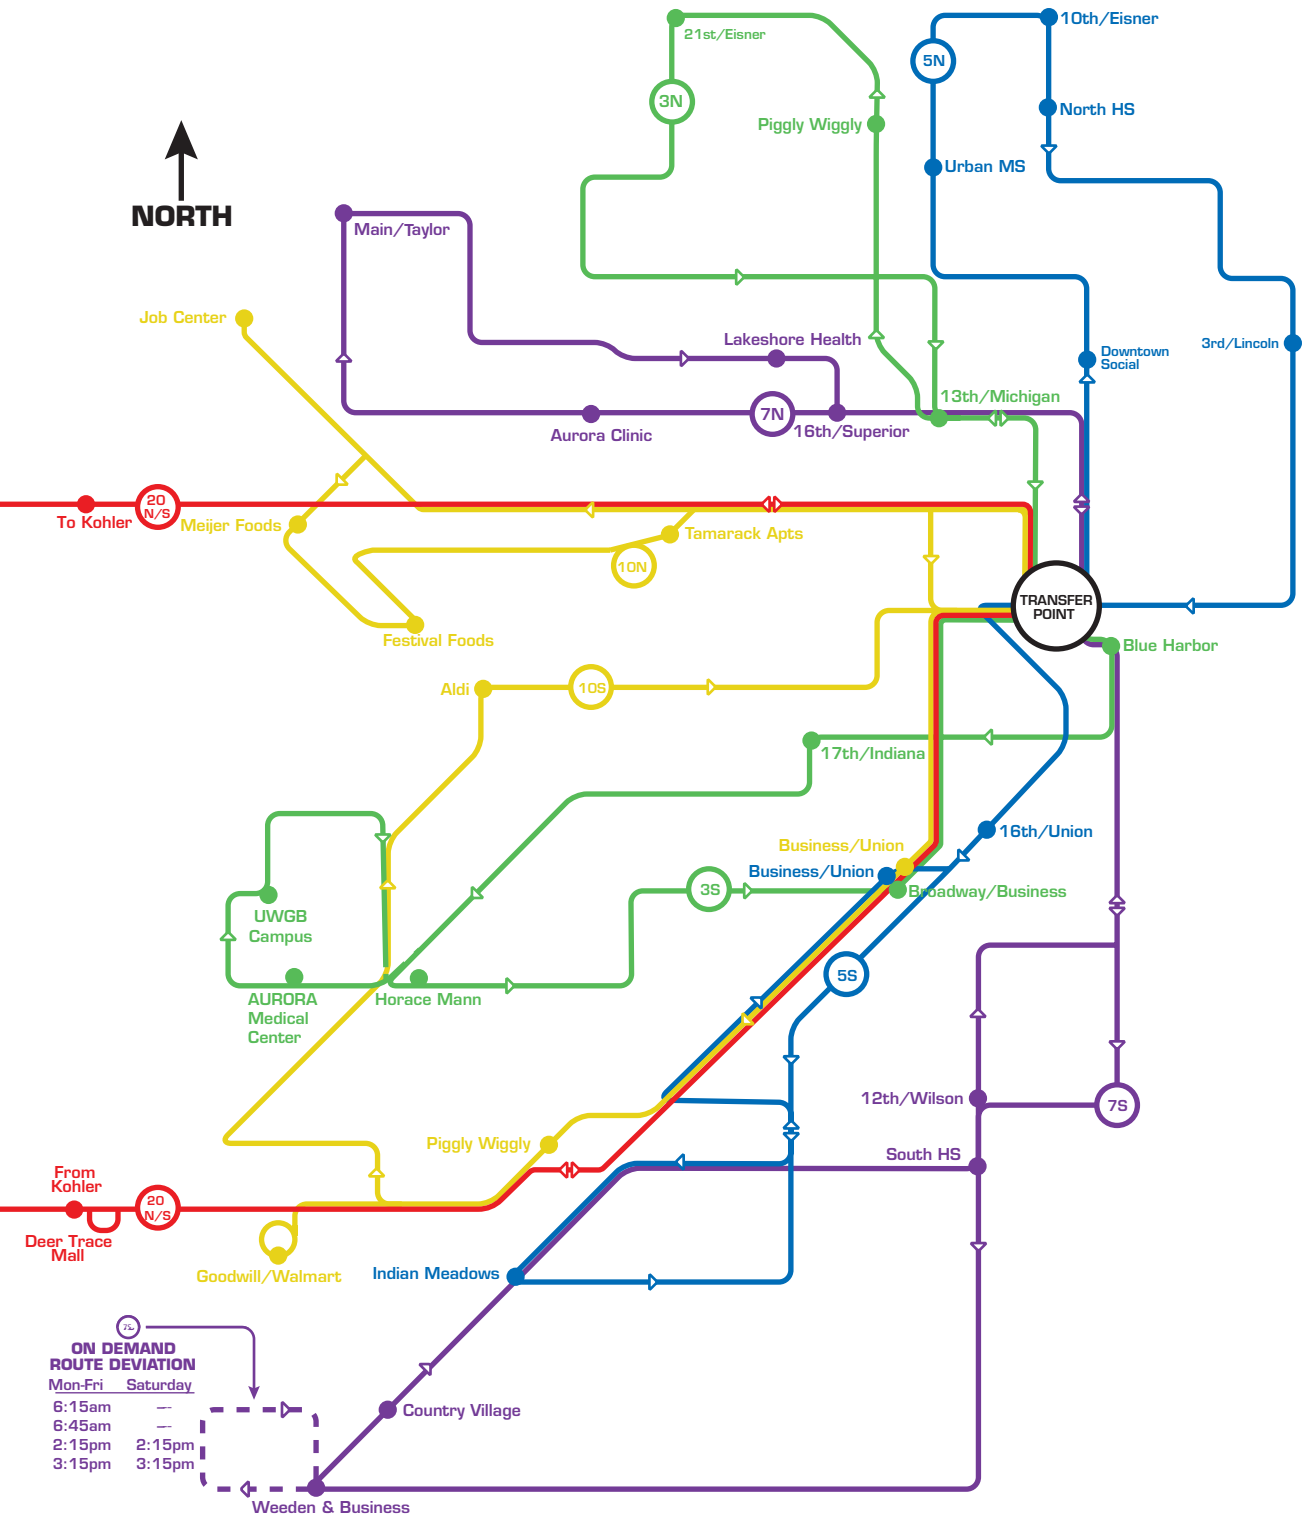 10th/Eisner
21st/Eisner
5N
3N
North HS
Piggly Wiggly
Urban MS
NORTH
Main/Taylor
Job Center
Lakeshore Health
3rd/Lincoln
Downtown
Social
13th/Michigan
7N
Aurora Clinic
16th/Superior
20
N/S
To Kohler
Meijer Foods
Tamarack Apts
10N
TRANSFER
POINT
Festival Foods
Blue Harbor
Aldi
10S
17th/Indiana
16th/Union
Business/Union
Business/Union
3S
Broadway/Business
UWGB
Campus
5S
AURORA
Medical
Center
Horace Mann
12th/Wilson
7S
Piggly Wiggly
South HS
From
Kohler
20
N/S
Deer Trace
Mall
Goodwill/Walmart
Indian Meadows
ON DEMAND
ROUTE DEVIATION
Mon-Fri Saturday
6:15am —
6:45am —
2:15pm 2:15pm
3:15pm 3:15pm
Country Village
Weeden & Business